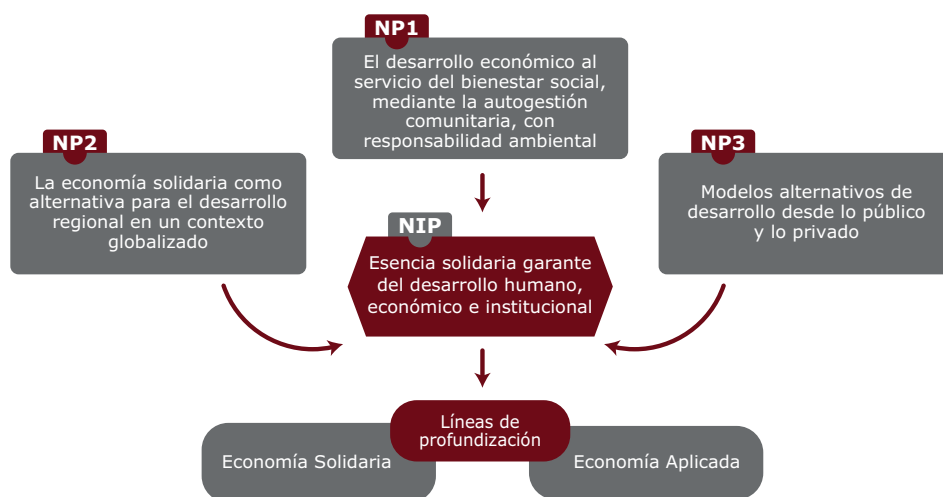 NP1
El desarrollo económico al
servicio del bienestar social,
mediante la autogestión
comunitaria, con
responsabilidad ambiental
NP2
La economía solidaria como
alternativa para el desarrollo
regional en un contexto
globalizado
NP3
Modelos alternativos de
desarrollo desde lo público
y lo privado
NIP
Esencia solidaria garante
del desarrollo humano,
económico e institucional
Líneas de
profundización
Economía Solidaria
Economía Aplicada